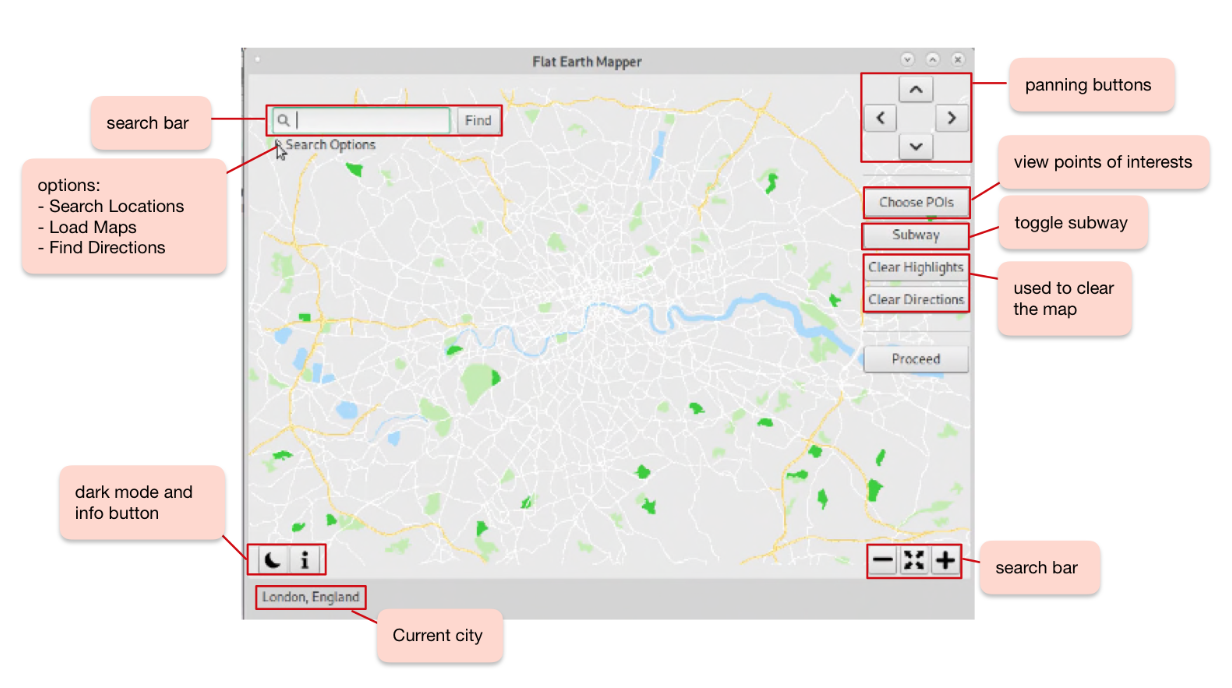 Flat Earth Mapper
panning buttons
search bar
Find
Search Options
options:
- Search Locations
- Load Maps
- Find Directions
view points of interests
Choose POIs
toggle subway
Subway
Clear Highlights
Clear Directions
used to clear
the map
Proceed
dark mode and
info button
search bar
London, England
Current city